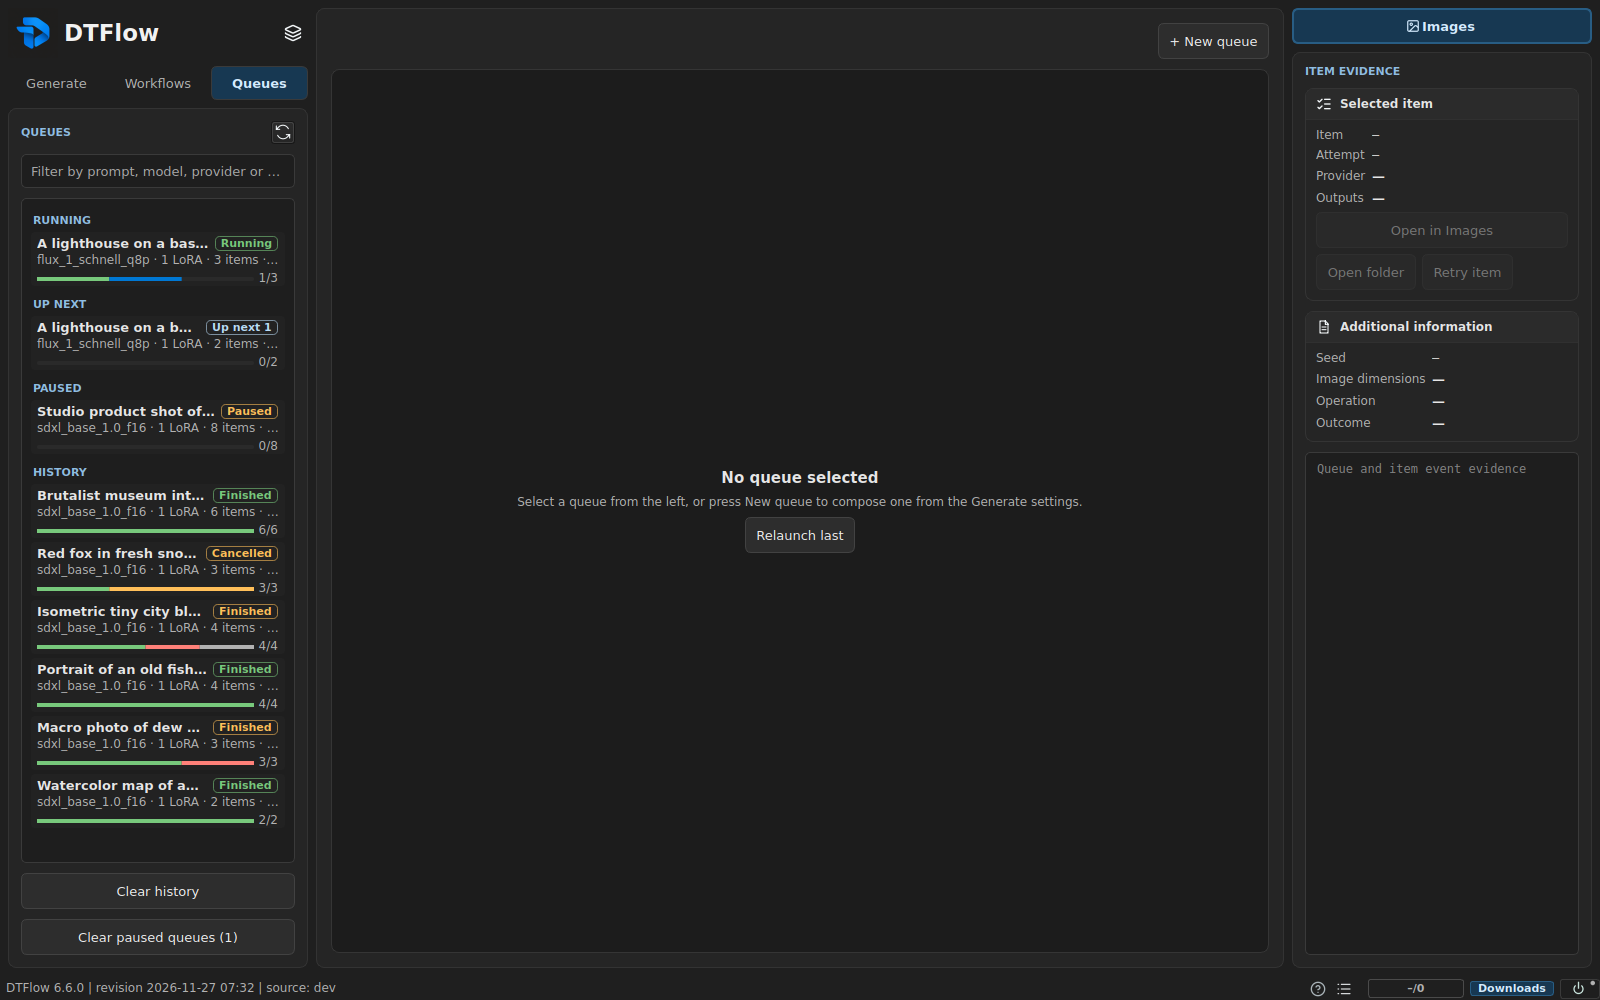 DTFlow
Generate
Workflows
Queues
QUEUES
Filter by prompt, model, provider or …
RUNNING
A lighthouse on a bas…
Running
flux_1_schnell_q8p · 1 LoRA · 3 items ·…
1/3
UP NEXT
A lighthouse on a b…
Up next 1
flux_1_schnell_q8p · 1 LoRA · 2 items ·…
0/2
PAUSED
Studio product shot of…
Paused
sdxl_base_1.0_f16 · 1 LoRA · 8 items · …
0/8
HISTORY
Brutalist museum int…
Finished
sdxl_base_1.0_f16 · 1 LoRA · 6 items · …
6/6
Red fox in fresh sno…
Cancelled
sdxl_base_1.0_f16 · 1 LoRA · 3 items · …
3/3
Isometric tiny city bl…
Finished
sdxl_base_1.0_f16 · 1 LoRA · 4 items · …
4/4
Portrait of an old fish…
Finished
sdxl_base_1.0_f16 · 1 LoRA · 4 items · …
4/4
Macro photo of dew …
Finished
sdxl_base_1.0_f16 · 1 LoRA · 3 items · …
3/3
Watercolor map of a…
Finished
sdxl_base_1.0_f16 · 1 LoRA · 2 items · …
2/2
Clear history
Clear paused queues (1)
+ New queue
No queue selected
Select a queue from the left, or press New queue to compose one from the Generate settings.
Relaunch last
Images
ITEM EVIDENCE
Selected item
Item –
Attempt –
Provider —
Outputs —
Open in Images
Open folder
Retry item
Additional information
Seed –
Image dimensions —
Operation —
Outcome —
Queue and item event evidence
DTFlow 6.6.0 | revision 2026-11-27 07:32 | source: dev
–/0
Downloads